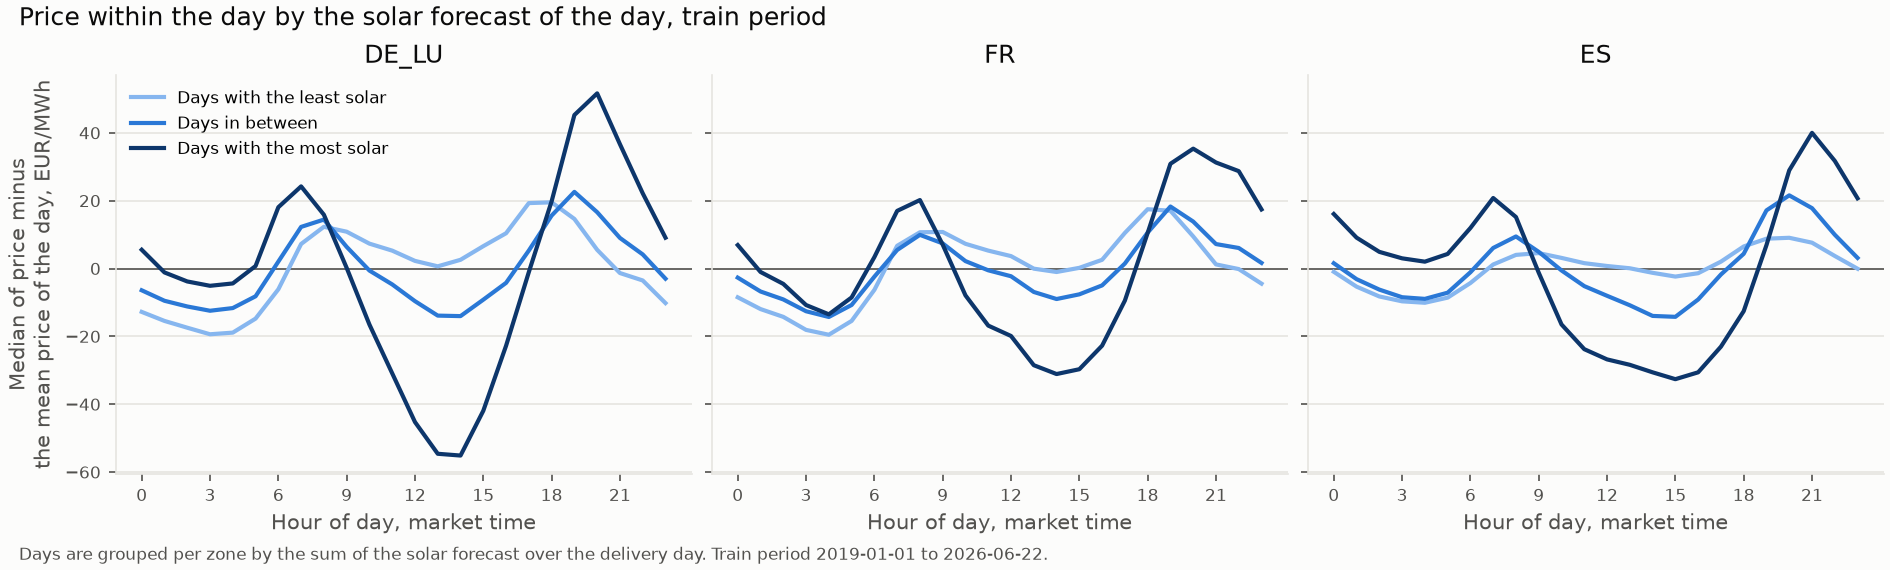 Price within the day by the solar forecast of the day, train period
DE_LU
FR
ES
Days with the least solar
Days in between
Days with the most solar
Median of price minus
the mean price of the day, EUR/MWh
40
20
0
−20
−40
−60
0 3 6 9 12 15 18 21
0 3 6 9 12 15 18 21
0 3 6 9 12 15 18 21
Hour of day, market time
Hour of day, market time
Hour of day, market time
Days are grouped per zone by the sum of the solar forecast over the delivery day. Train period 2019-01-01 to 2026-06-22.